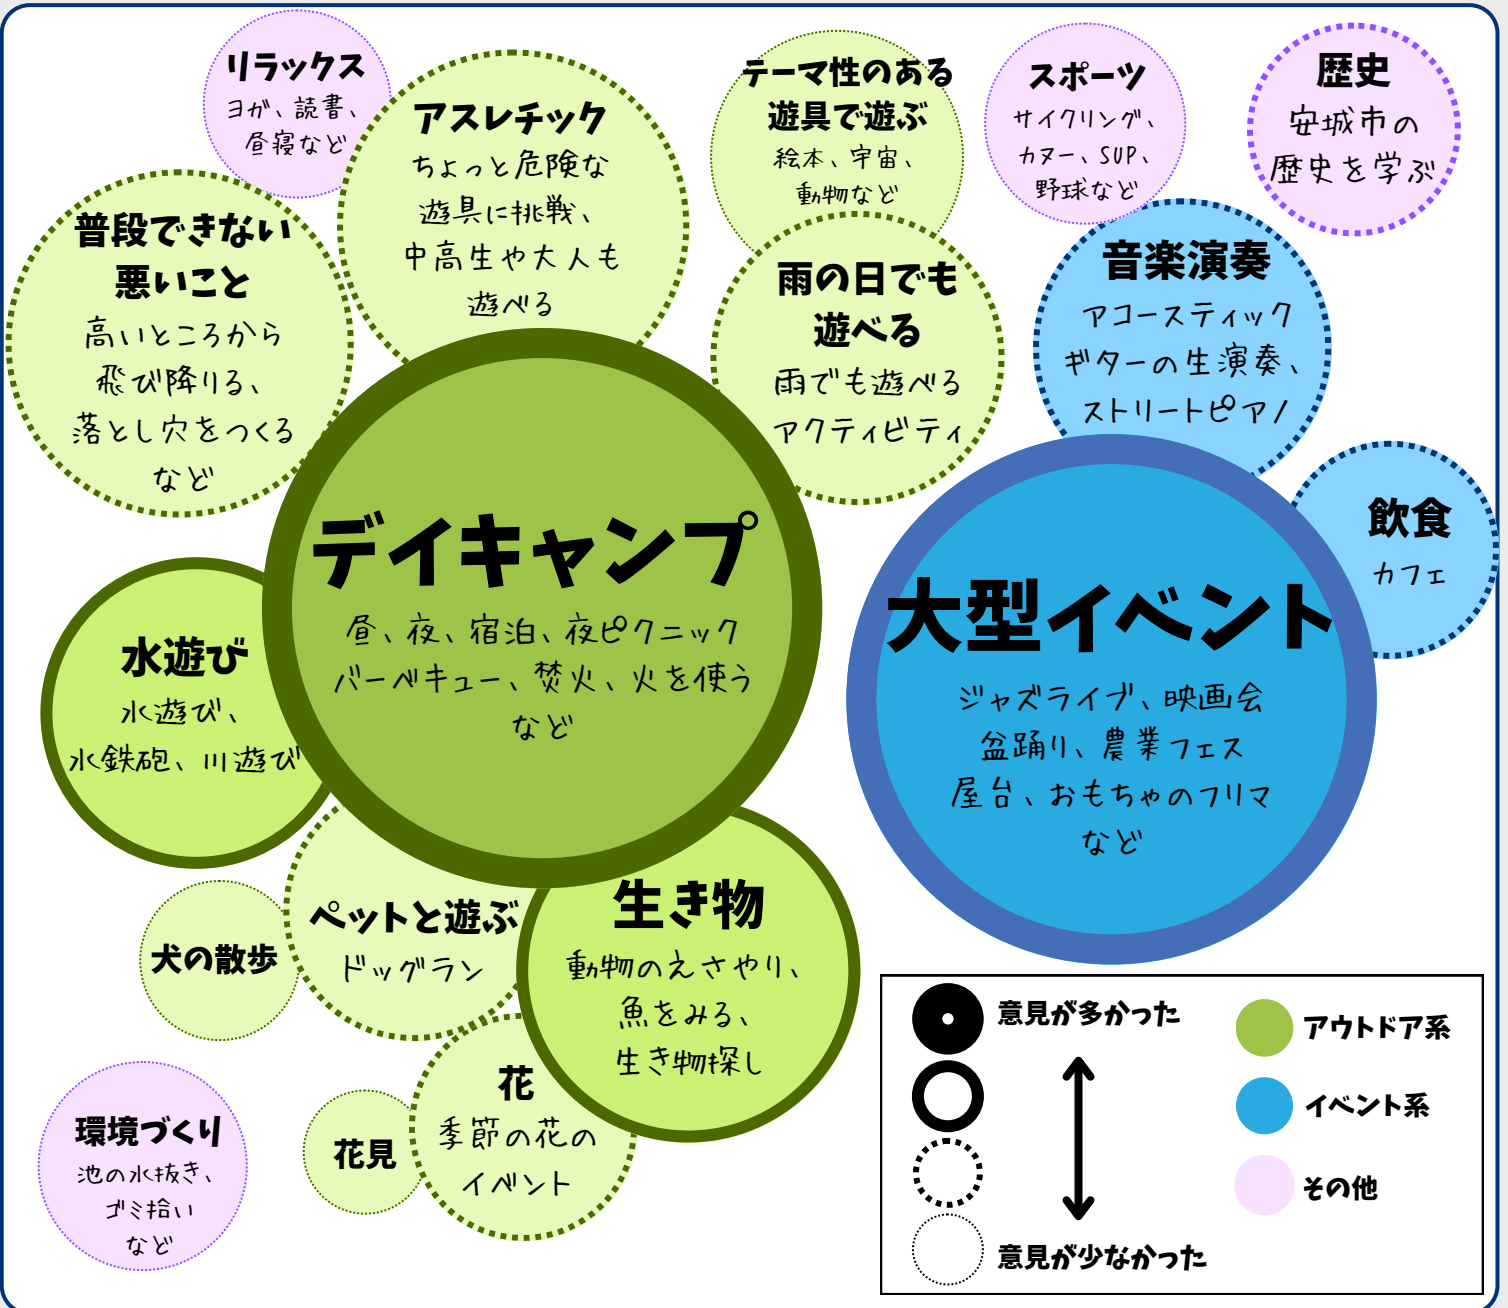 リラックス
ヨガ、読書、
昼寝など
アスレチック
ちょっと危険な
遊具に挑戦、
中高生や大人も
遊べる
テーマ性のある
遊具で遊ぶ
絵本、宇宙、
動物など
スポーツ
サイクリング、
カヌー、SUP、
野球など
歴史
安城市の
歴史を学ぶ
普段できない
悪いこと
高いところから
飛び降りる、
落とし穴をつくる
など
雨の日でも
遊べる
雨でも遊べる
アクティビティ
音楽演奏
アコースティック
ギターの生演奏、
ストリートピアノ
飲食
カフェ
デイキャンプ
昼、夜、宿泊、夜ピクニック
バーベキュー、焚火、火を使う
など
大型イベント
ジャズライブ、映画会
盆踊り、農業フェス
屋台、おもちゃのフリマ
など
水遊び
水遊び、
水鉄砲、川遊び
ペットと遊ぶ
ドッグラン
犬の散歩
生き物
動物のえさやり、
魚をみる、
生き物探し
花
季節の花の
イベント
花見
環境づくり
池の水抜き、
ゴミ拾い
など
意見が多かった
意見が少なかった
アウトドア系
イベント系
その他